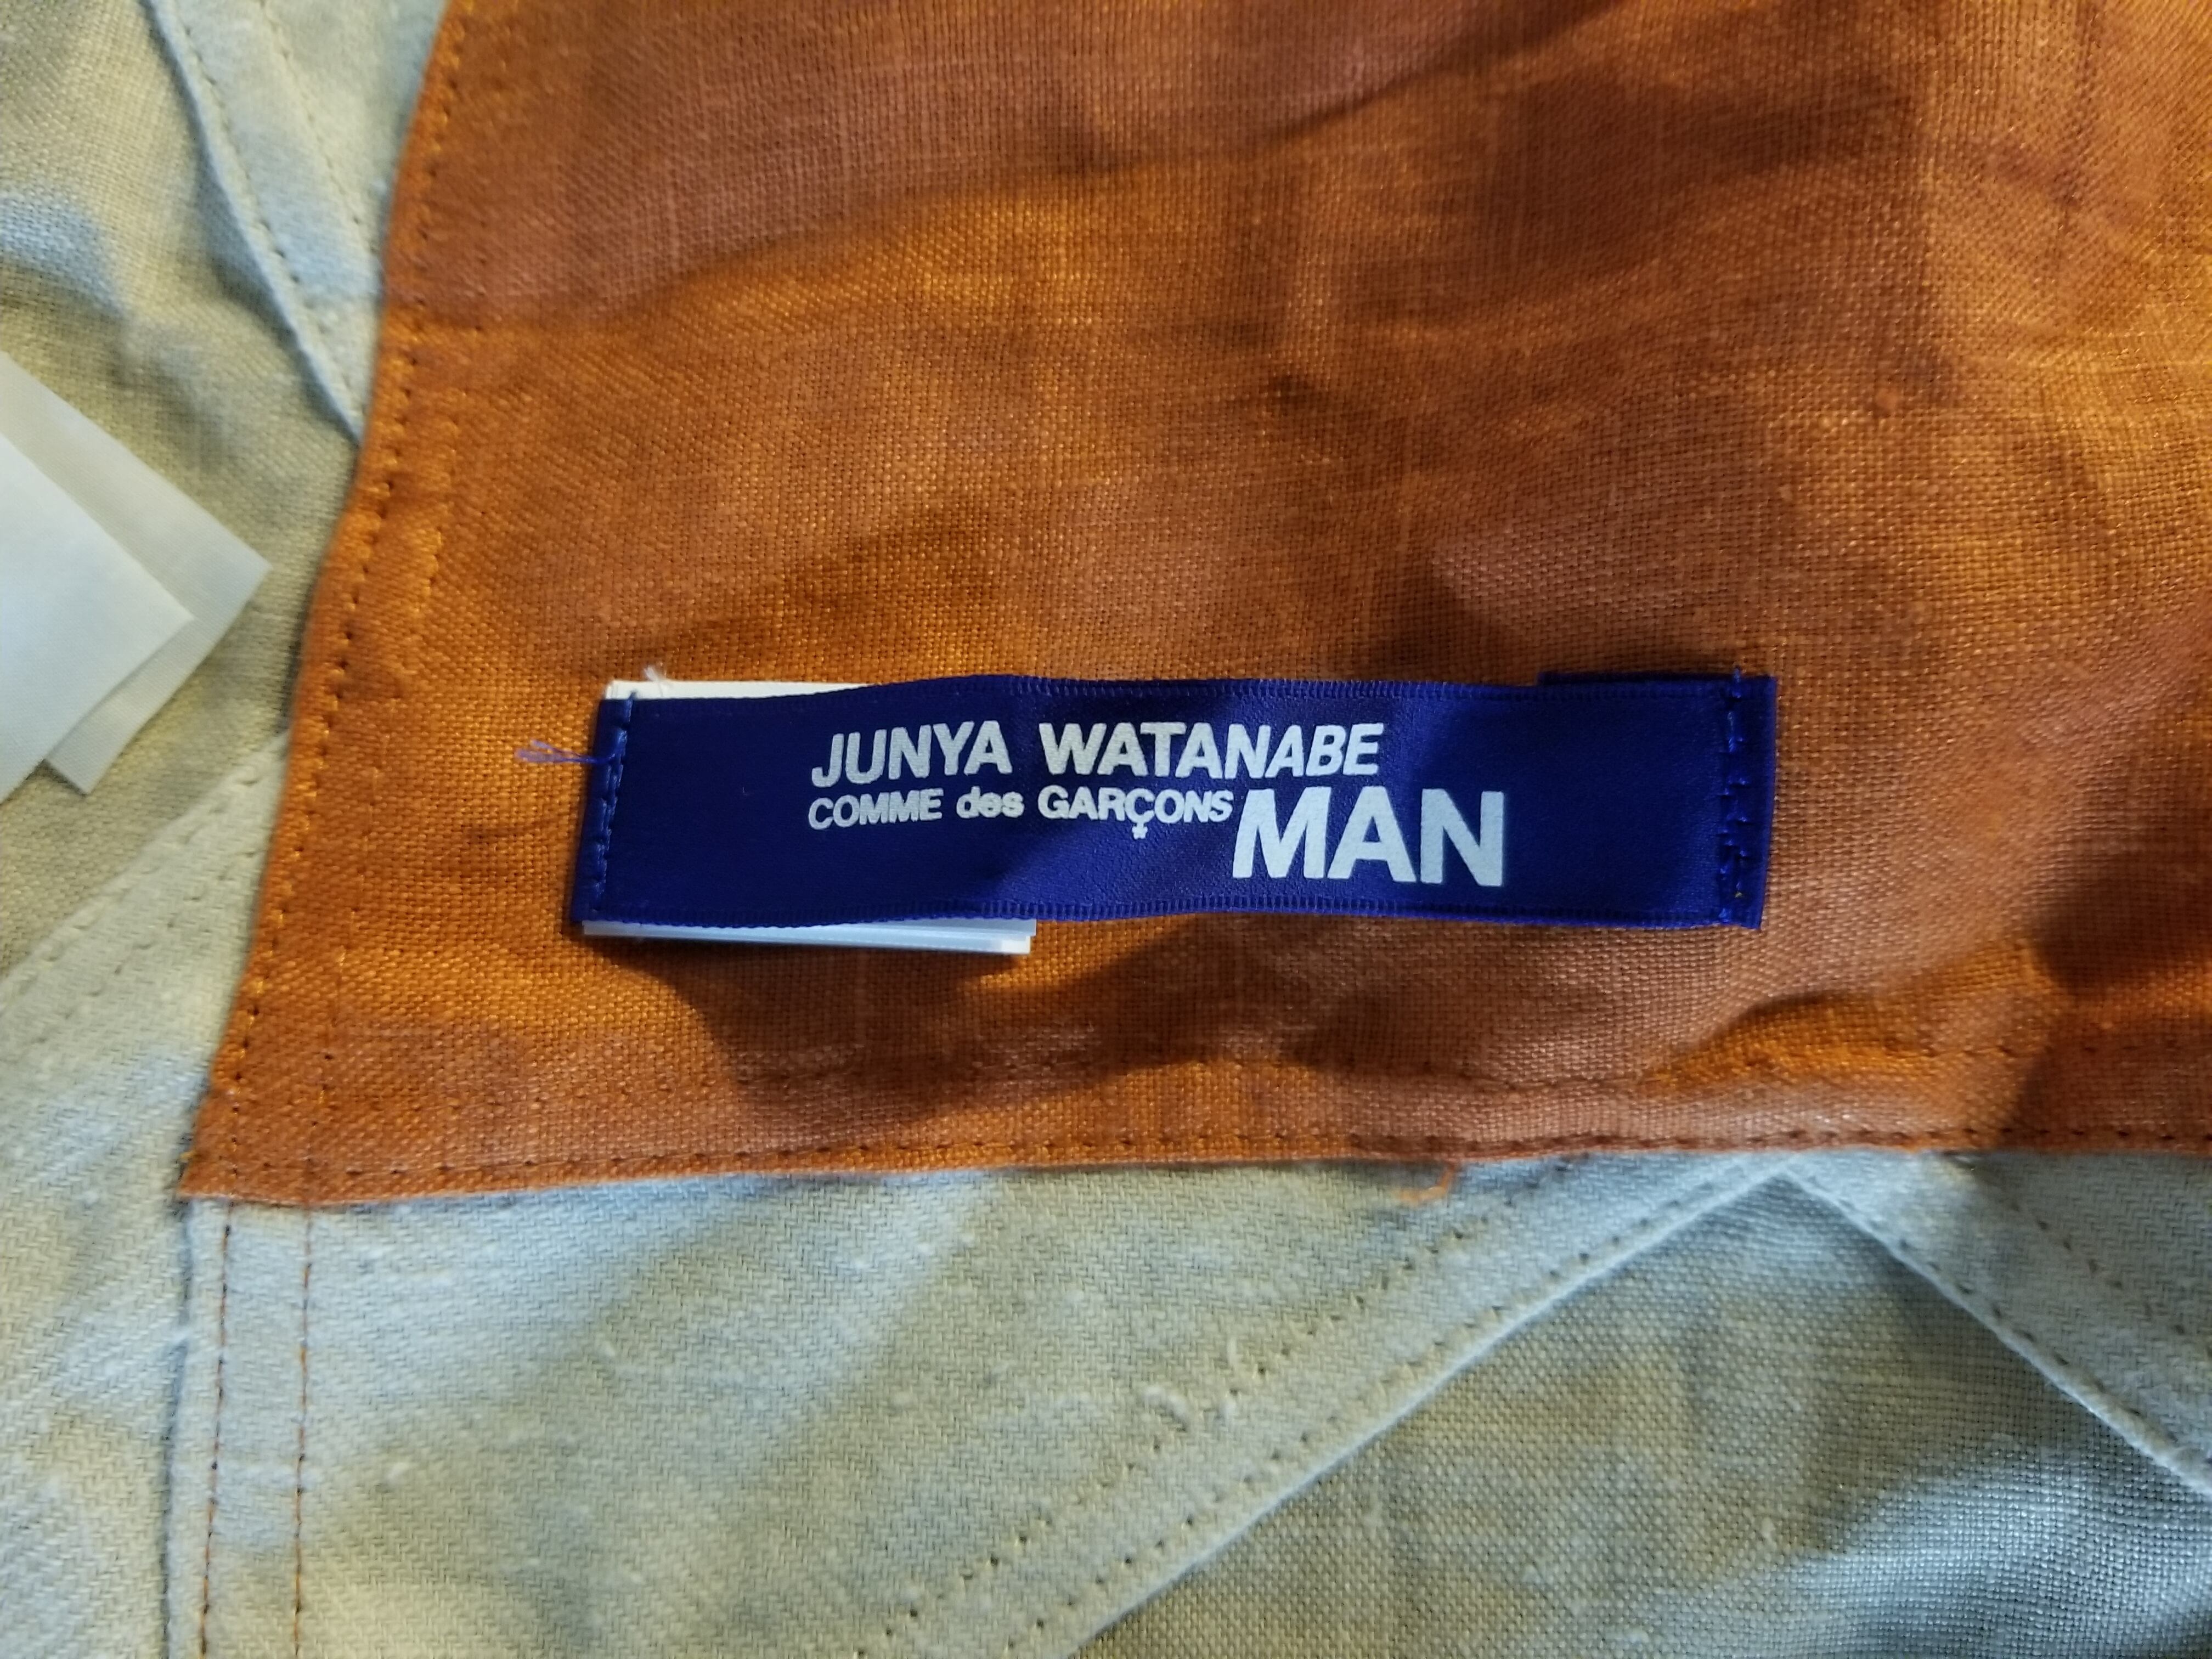 JUNYA WATANABE
COMME des GARÇONS MAN